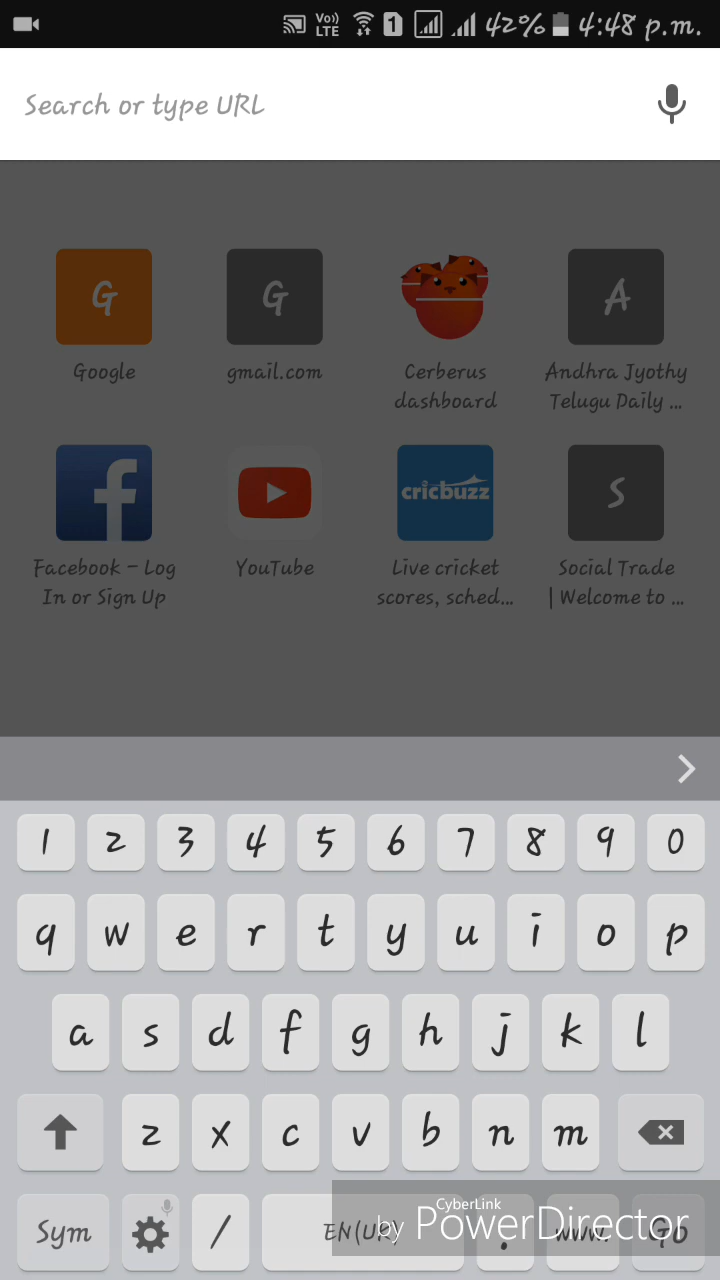 Vo)) LTE 1 42% 4:48 p.m.
Search or type URL
G G A
Google gmail.com Cerberus dashboard Andhra Jyothy Telugu Daily ...
f cricbuzz S
Facebook - Log In or Sign Up YouTube Live cricket scores, sched... Social Trade | Welcome to ...
1 2 3 4 5 6 7 8 9 0
q w e r t y u i o p
a s d f g h j k l
z x c v b n m
Sym / EN(UK) . www. Go
by CyberLink PowerDirector